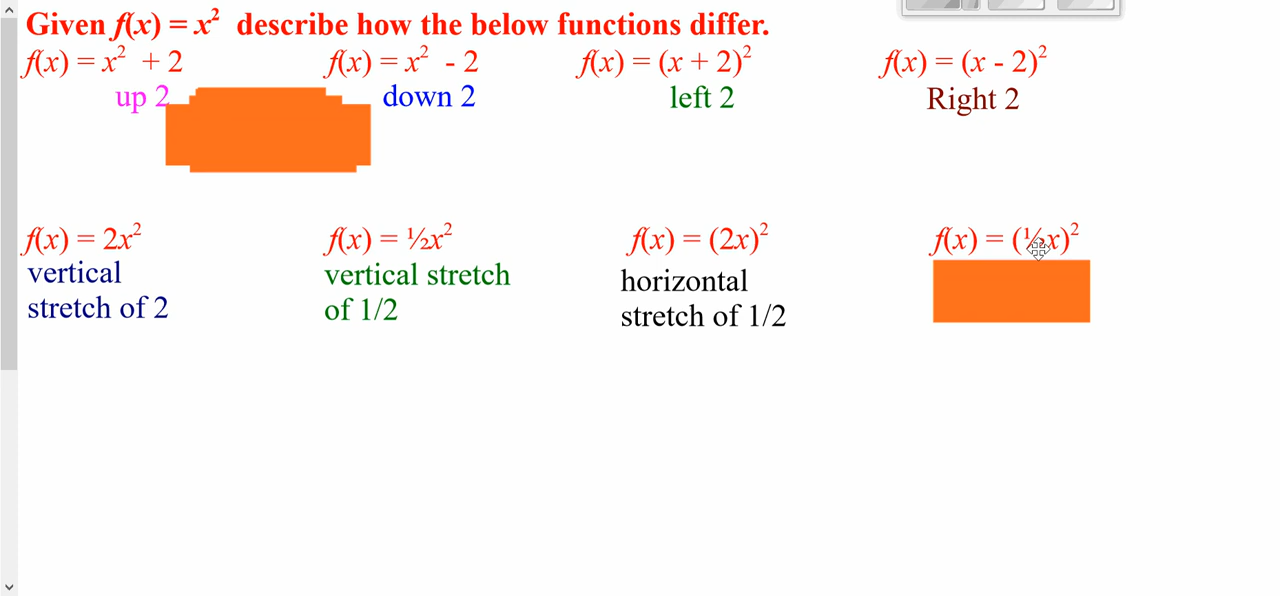 Given f(x) = x² describe how the below functions differ.
f(x) = x² + 2 f(x) = x² - 2 f(x) = (x + 2)² f(x) = (x - 2)²
up 2 down 2 left 2 Right 2
f(x) = 2x² f(x) = ½x² f(x) = (2x)² f(x) = (½x)²
vertical vertical stretch horizontal
stretch of 2 of 1/2 stretch of 1/2